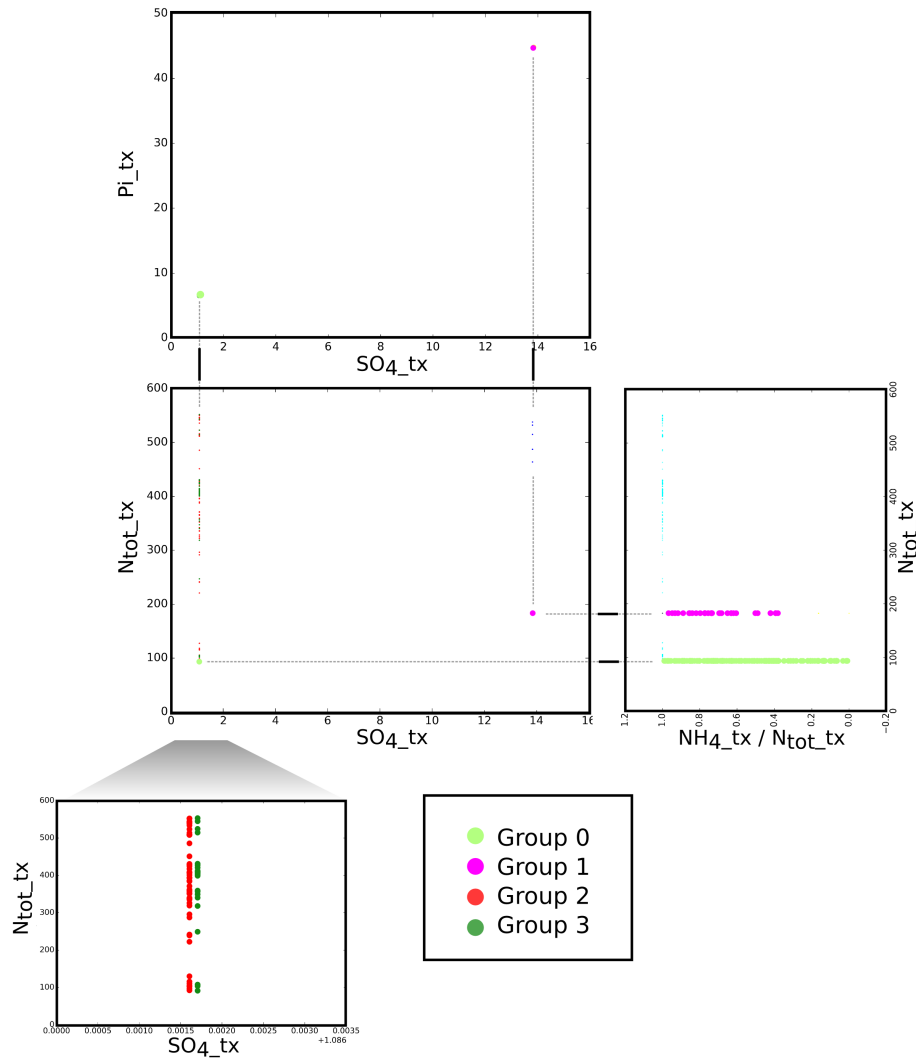 50
40
30
20
10
0
Pi_tx
0 2 4 6 8 10 12 14 16
SO4_tx
600
500
400
300
200
100
0
Ntot_tx
0 2 4 6 8 10 12 14 16
SO4_tx
600
500
400
300
200
100
0
Ntot_tx
1.2 1.0 0.8 0.6 0.4 0.2 0.0 −0.2
NH4_tx / Ntot_tx
600
500
400
300
200
100
0
Ntot_tx
0.0000 0.0005 0.0010 0.0015 0.0020 0.0025 0.0030 0.0035
+1.086
SO4_tx
Group 0
Group 1
Group 2
Group 3